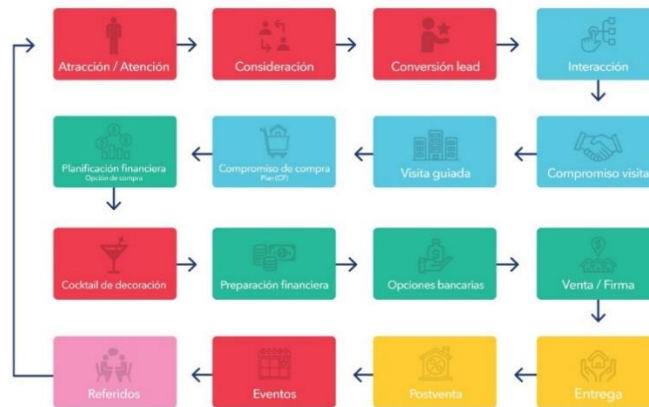 Atracción / Atención
Consideración
Conversión lead
Interacción
Planificación financiera
Opción de compra
Compromiso de compra
Plan (CF)
Visita guiada
Compromiso visita
Cocktail de decoración
Preparación financiera
Opciones bancarias
Venta / Firma
Referidos
Eventos
Postventa
Entrega